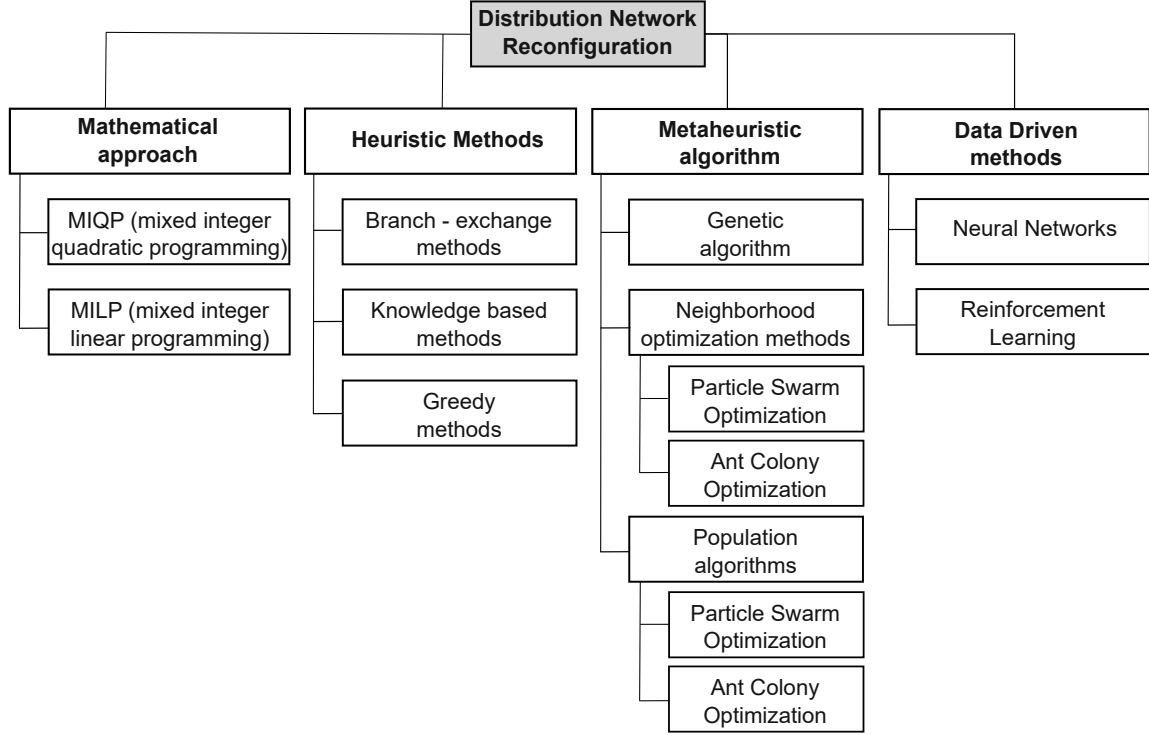 Distribution Network
Reconfiguration
Mathematical
approach
MIQP (mixed integer
quadratic programming)
MILP (mixed integer
linear programming)
Heuristic Methods
Branch - exchange
methods
Knowledge based
methods
Greedy
methods
Metaheuristic
algorithm
Genetic
algorithm
Neighborhood
optimization methods
Particle Swarm
Optimization
Ant Colony
Optimization
Population
algorithms
Particle Swarm
Optimization
Ant Colony
Optimization
Data Driven
methods
Neural Networks
Reinforcement
Learning